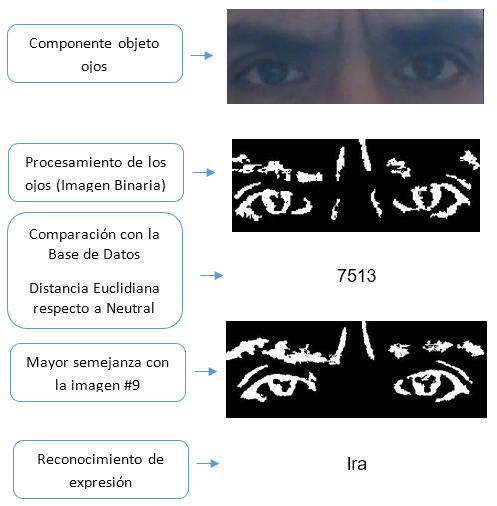 Componente objeto
ojos
Procesamiento de los
ojos (Imagen Binaria)
Comparación con la
Base de Datos
Distancia Euclidiana
respecto a Neutral
7513
Mayor semejanza con
la imagen #9
Reconocimiento de
expresión
Ira